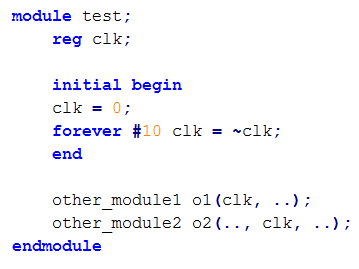 module test;
    reg clk;

    initial begin
    clk = 0;
    forever #10 clk = ~clk;
    end

    other_module1 o1(clk, ..);
    other_module2 o2(.., clk, ..);
endmodule